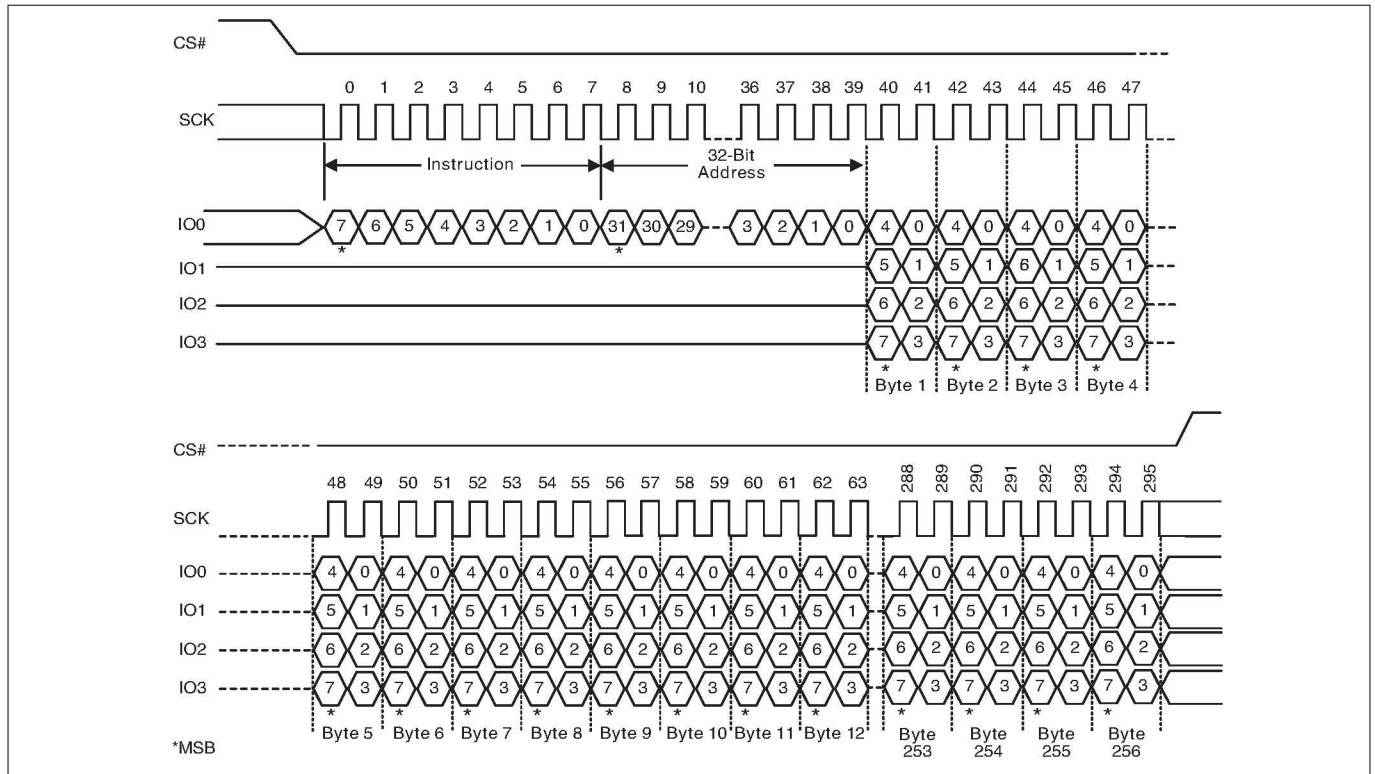 CS#
0 1 2 3 4 5 6 7 8 9 10 36 37 38 39 40 41 42 43 44 45 46 47
SCK
Instruction
32-Bit
Address
IO0 7 6 5 4 3 2 1 0 31 30 29 3 2 1 0 4 0 4 0 4 0 4 0
* *
IO1 5 1 5 1 6 1 5 1
IO2 6 2 6 2 6 2 6 2
IO3 7 3 7 3 7 3 7 3
* * * *
Byte 1 Byte 2 Byte 3 Byte 4
CS#
48 49 50 51 52 53 54 55 56 57 58 59 60 61 62 63 288 289 290 291 292 293 294 295
SCK
IO0 4 0 4 0 4 0 4 0 4 0 4 0 4 0 4 0 4 0 4 0 4 0 4 0
IO1 5 1 5 1 5 1 5 1 5 1 5 1 5 1 5 1 5 1 5 1 5 1 5 1
IO2 6 2 6 2 6 2 6 2 6 2 6 2 6 2 6 2 6 2 6 2 6 2 6 2
IO3 7 3 7 3 7 3 7 3 7 3 7 3 7 3 7 3 7 3 7 3 7 3 7 3
* * * * * * * * * * * *
Byte 5 Byte 6 Byte 7 Byte 8 Byte 9 Byte 10 Byte 11 Byte 12 Byte Byte Byte Byte
253 254 255 256
*MSB